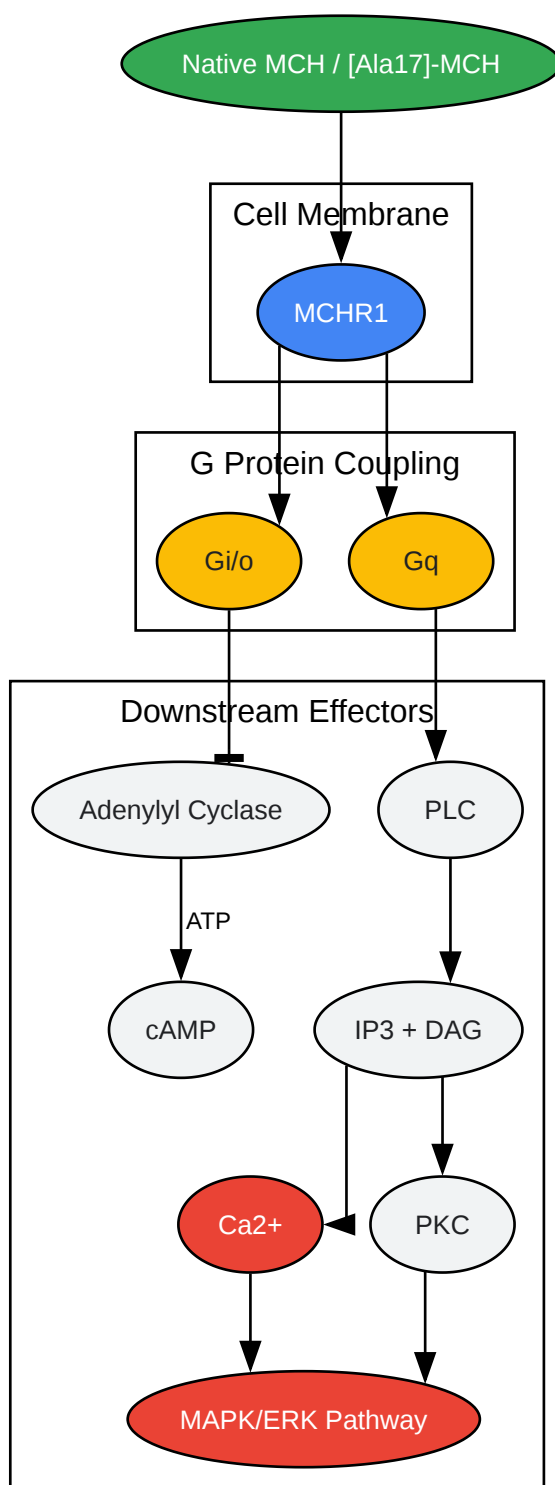 Native MCH / [Ala17]-MCH
Cell Membrane
MCHR1
G Protein Coupling
Gi/o
Gq
Downstream Effectors
Adenylyl Cyclase
PLC
ATP
cAMP
IP3 + DAG
Ca2+
PKC
MAPK/ERK Pathway